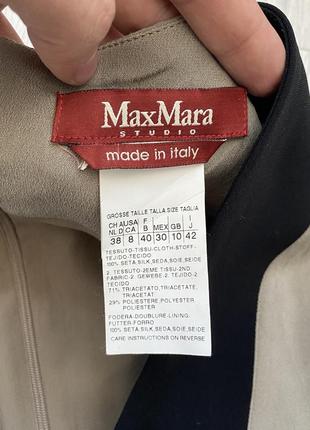 MaxMara
STUDIO
made in italy
GROSSE TAILLE TALLA SIZE TAGLIA
CH AUSA F I
NL D CA B MEX GB J
38 8 40 30 10 42
TESSUTO-TISSU-CLOTH-STOFF-
TEJIDO-TECIDO
100% SETA,SILK,SEDA,SOIE,SEIDE
2. TESSUTO-2EME TISSU-2ND
FABRIC-2. GEWEBE-2. TEJIDO-2
TECIDO
71% TRIACETATO, TRIACETATE,
TRIACETAT
29% POLIESTERE,POLYESTER,
POLIESTER
FODERA-DOUBLURE-LINING-
FUTTER-FORRO
100% SETA,SILK,SEDA,SOIE,SEIDE
CARE INSTRUCTIONS ON REVERSE